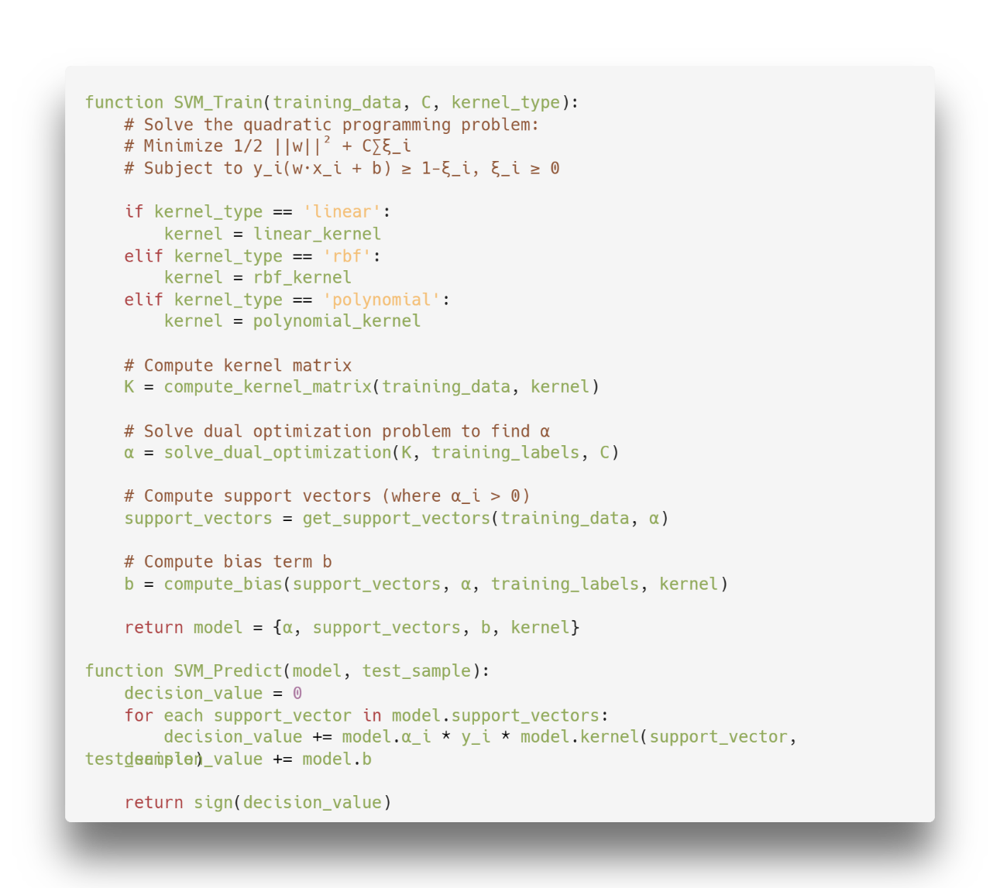 function SVM_Train(training_data, C, kernel_type):
    # Solve the quadratic programming problem:
    # Minimize 1/2 ||w||² + C∑ξ_i
    # Subject to y_i(w·x_i + b) ≥ 1-ξ_i, ξ_i ≥ 0

    if kernel_type == 'linear':
        kernel = linear_kernel
    elif kernel_type == 'rbf':
        kernel = rbf_kernel
    elif kernel_type == 'polynomial':
        kernel = polynomial_kernel

    # Compute kernel matrix
    K = compute_kernel_matrix(training_data, kernel)

    # Solve dual optimization problem to find α
    α = solve_dual_optimization(K, training_labels, C)

    # Compute support vectors (where α_i > 0)
    support_vectors = get_support_vectors(training_data, α)

    # Compute bias term b
    b = compute_bias(support_vectors, α, training_labels, kernel)

    return model = {α, support_vectors, b, kernel}

function SVM_Predict(model, test_sample):
    decision_value = 0
    for each support_vector in model.support_vectors:
        decision_value += model.α_i * y_i * model.kernel(support_vector,
test_sample)
    decision_value += model.b

    return sign(decision_value)